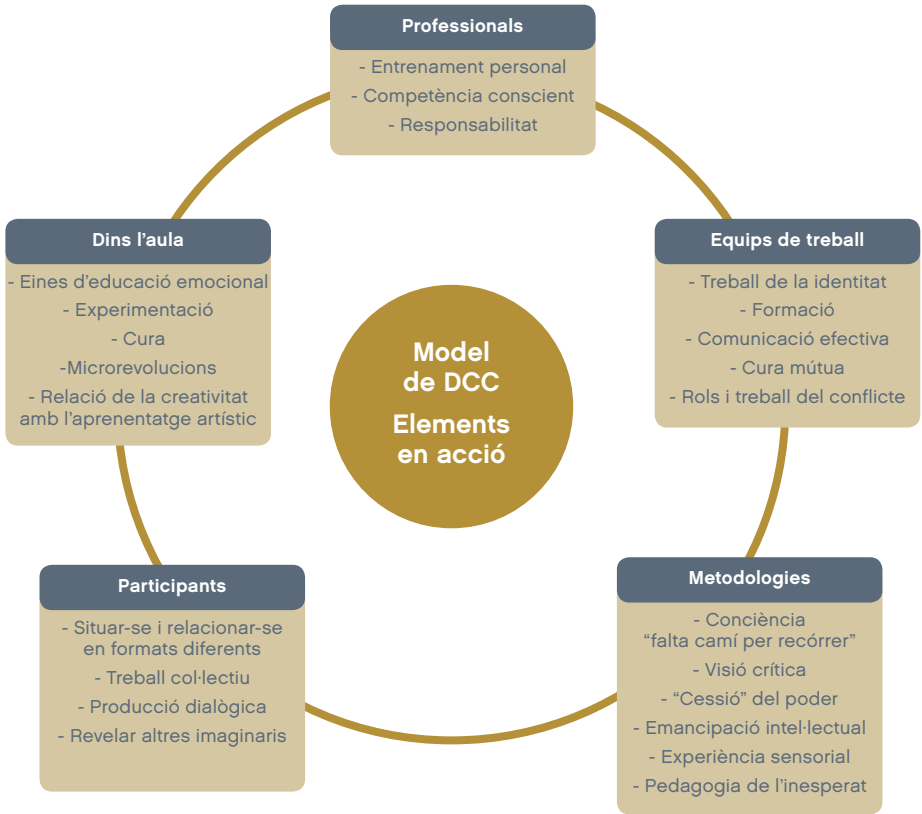 Professionals
- Entrenament personal
- Competència conscient
- Responsabilitat
Dins l’aula
- Eines d’educació emocional
- Experimentació
- Cura
-Microrevolucions
- Relació de la creativitat
amb l’aprenentatge artístic
Equips de treball
- Treball de la identitat
- Formació
- Comunicació efectiva
- Cura mútua
- Rols i treball del conflicte
Model
de DCC
Elements
en acció
Participants
- Situar-se i relacionar-se
en formats diferents
- Treball col·lectiu
- Producció dialògica
- Revelar altres imaginaris
Metodologies
- Conciència
“falta camí per recórrer”
- Visió crítica
- “Cessió” del poder
- Emancipació intel·lectual
- Experiència sensorial
- Pedagogia de l’inesperat